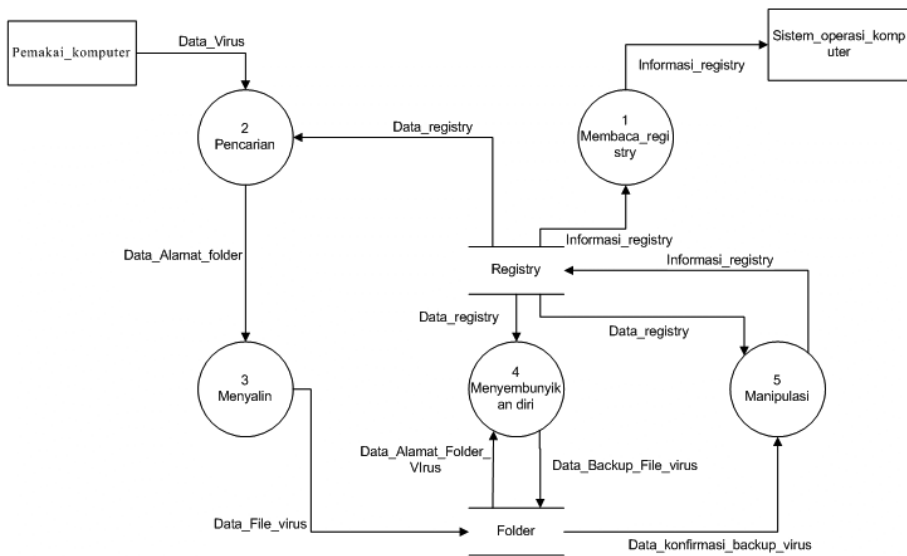 Pemakai_komputer
Data_Virus
Sistem_operasi_komp
uter
Informasi_registry
2
Pencarian
Data_registry
1
Membaca_regi
stry
Data_Alamat_folder
Informasi_registry
Registry
Informasi_registry
Data_registry
Data_registry
3
Menyalin
4
Menyembunyik
an diri
5
Manipulasi
Data_Alamat_Folder_
VIrus
Data_Backup_File_virus
Data_File_virus
Folder
Data_konfirmasi_backup_virus